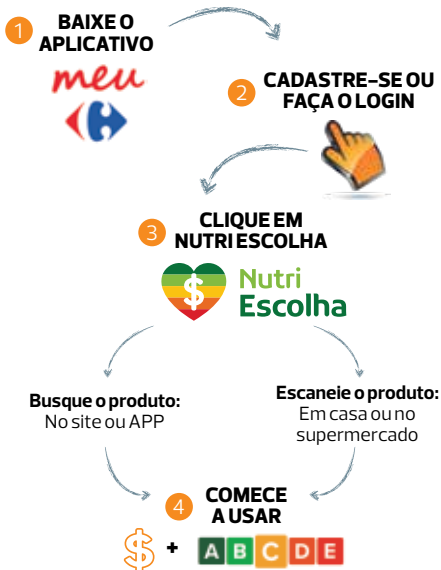 1
BAIXE O
APLICATIVO
meu
2
CADASTRE-SE OU
FAÇA O LOGIN
3
CLIQUE EM
NUTRI ESCOLHA
$
Nutri
Escolha
Busque o produto:
No site ou APP
Escaneie o produto:
Em casa ou no
supermercado
4
COMECE
A USAR
$ + A B C D E